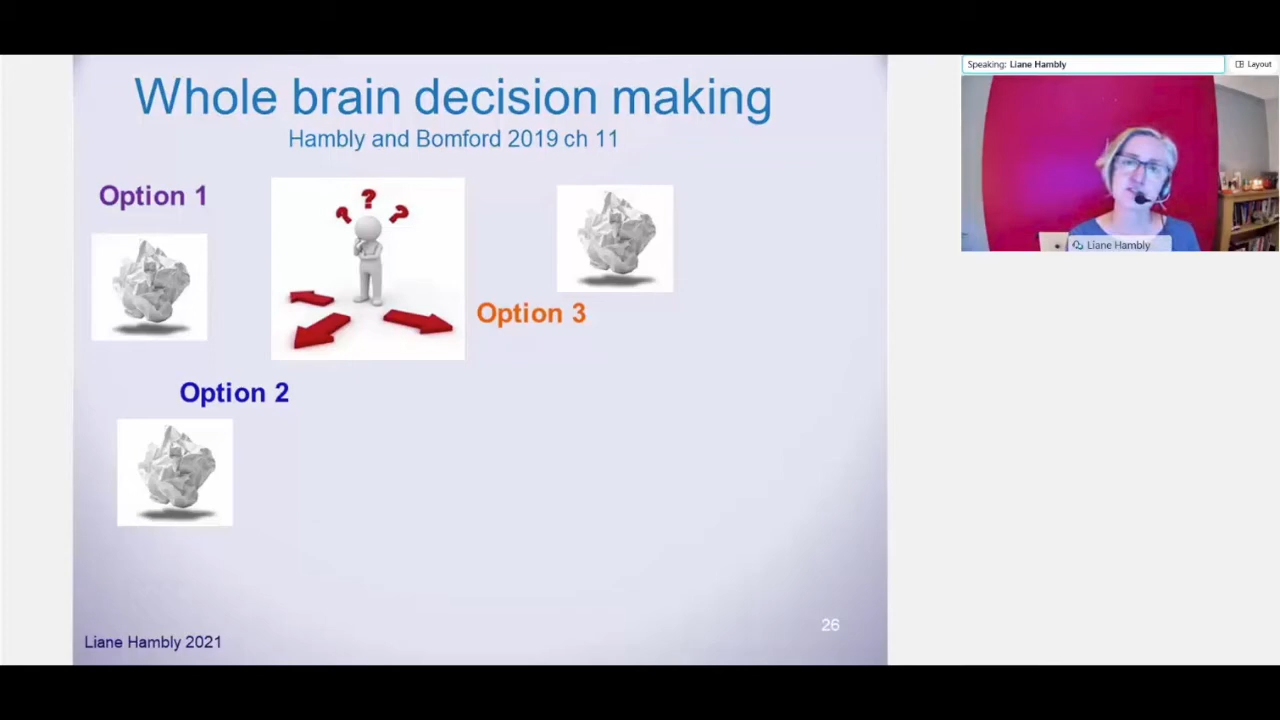 Whole brain decision making
Hambly and Bomford 2019 ch 11
Option 1
Option 3
Option 2
Liane Hambly 2021
26
Speaking: Liane Hambly
Layout
Liane Hambly